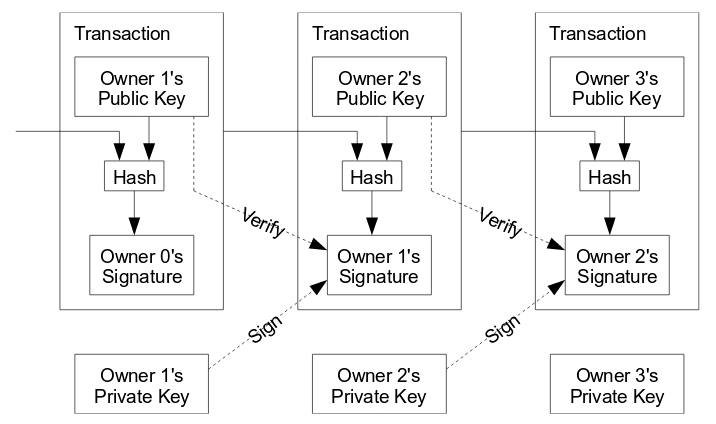 Transaction
Owner 1's
Public Key
Hash
Owner 0's
Signature
Transaction
Owner 2's
Public Key
Hash
Verify
Owner 1's
Signature
Sign
Transaction
Owner 3's
Public Key
Hash
Verify
Owner 2's
Signature
Sign
Owner 1's
Private Key
Owner 2's
Private Key
Owner 3's
Private Key